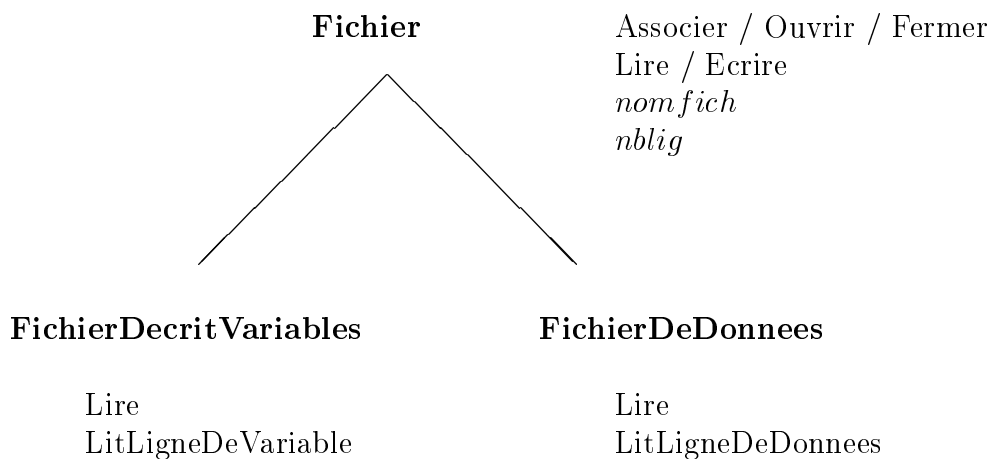 Fichier
Associer / Ouvrir / Fermer
Lire / Ecrire
nomfich
nblig
FichierDecritVariables
FichierDeDonnees
Lire
LitLigneDeVariable
Lire
LitLigneDeDonnees